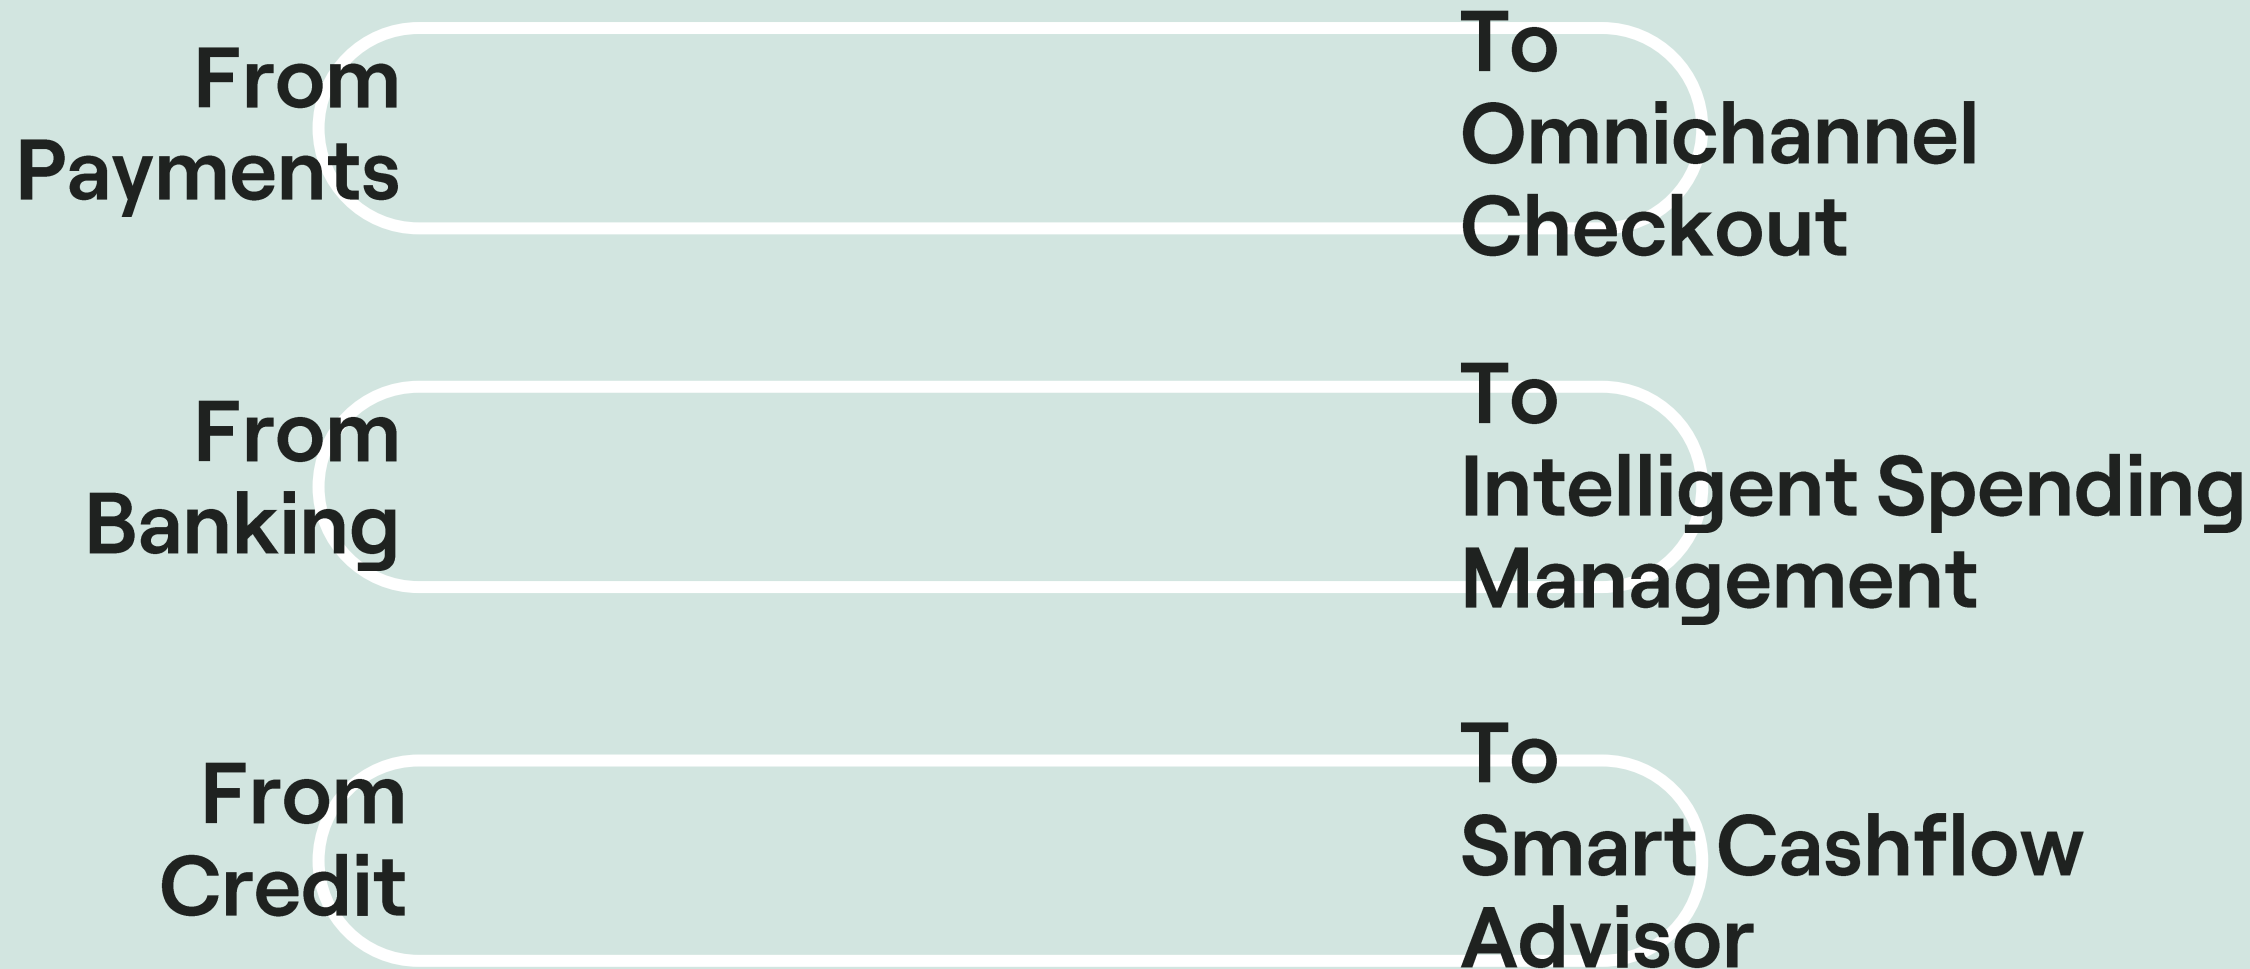 From
Payments
To
Omnichannel
Checkout
From
Banking
To
Intelligent Spending
Management
From
Credit
To
Smart Cashflow
Advisor